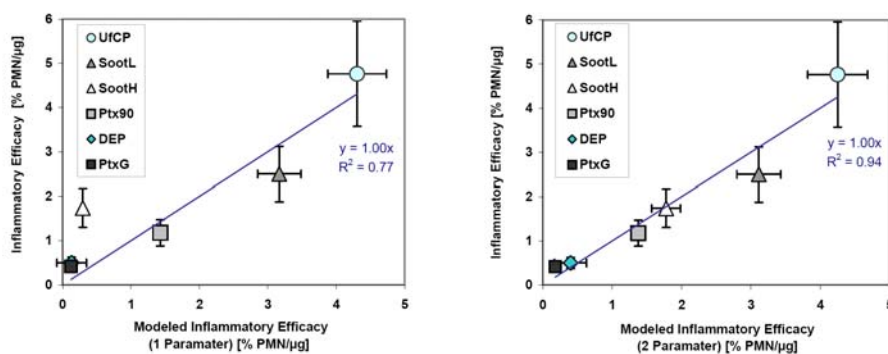 6
5
4
3
2
1
0
Inflammatory Efficacy [% PMN/µg]
UfCP
SootL
SootH
Ptx90
DEP
PtxG
y = 1.00x
R² = 0.77
0 1 2 3 4 5
Modeled Inflammatory Efficacy
(1 Paramater) [% PMN/µg]
6
5
4
3
2
1
0
Inflammatory Efficacy [% PMN/µg]
UfCP
SootL
SootH
Ptx90
DEP
PtxG
y = 1.00x
R² = 0.94
0 1 2 3 4 5
Modeled Inflammatory Efficacy
(2 Paramater) [% PMN/µg]